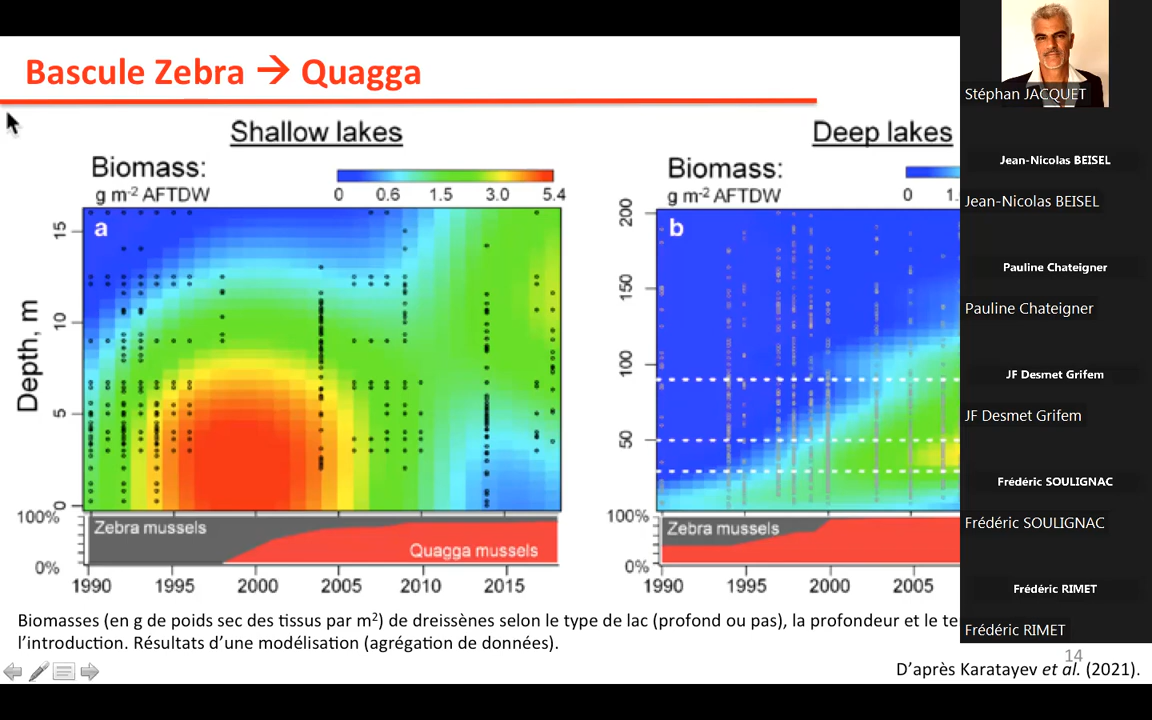 Bascule Zebra → Quagga
Shallow lakes
Biomass:
g m-2 AFTDW
0 0.6 1.5 3.0 5.4
a
Depth, m
15
10
5
0
100%
0%
Zebra mussels
Quagga mussels
1990 1995 2000 2005 2010 2015
Deep lakes
Biomass:
g m-2 AFTDW
0 1.
b
200
150
100
50
100%
0%
Zebra mussels
1990 1995 2000 2005
Biomasses (en g de poids sec des tissus par m2) de dreissènes selon le type de lac (profond ou pas), la profondeur et le te
l’introduction. Résultats d’une modélisation (agrégation de données).
14
D’après Karatayev et al. (2021).
Stéphan JACQUET
Jean-Nicolas BEISEL
Jean-Nicolas BEISEL
Pauline Chateigner
Pauline Chateigner
JF Desmet Grifem
JF Desmet Grifem
Frédéric SOULIGNAC
Frédéric SOULIGNAC
Frédéric RIMET
Frédéric RIMET